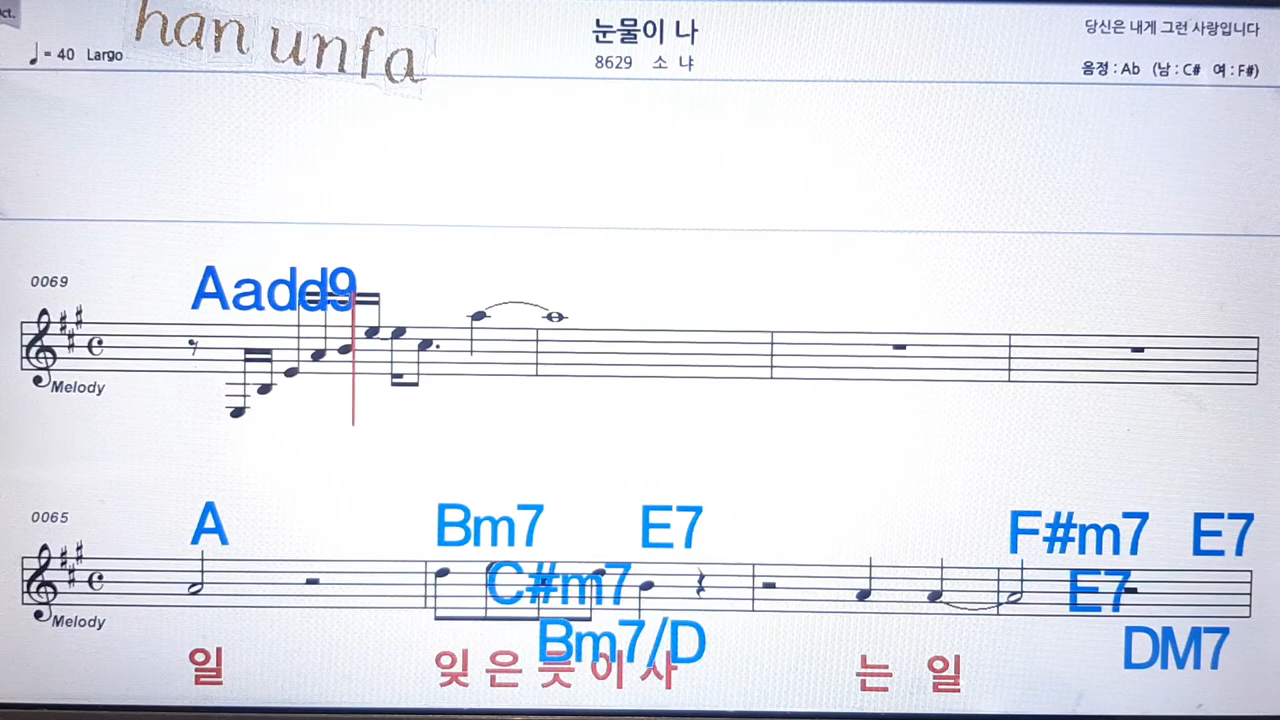 ct.
han unfa
눈물이 나
당신은 내게 그런 사랑입니다
♩= 40 Largo
8629 소 냐
음정 : Ab (남 : C# 여 : F#)
0069
Aadd9
Melody
0065
A Bm7 E7 F#m7 E7
C#m7 E7
Melody
Bm7/D DM7
일 잊 은 듯 이 사 는 일